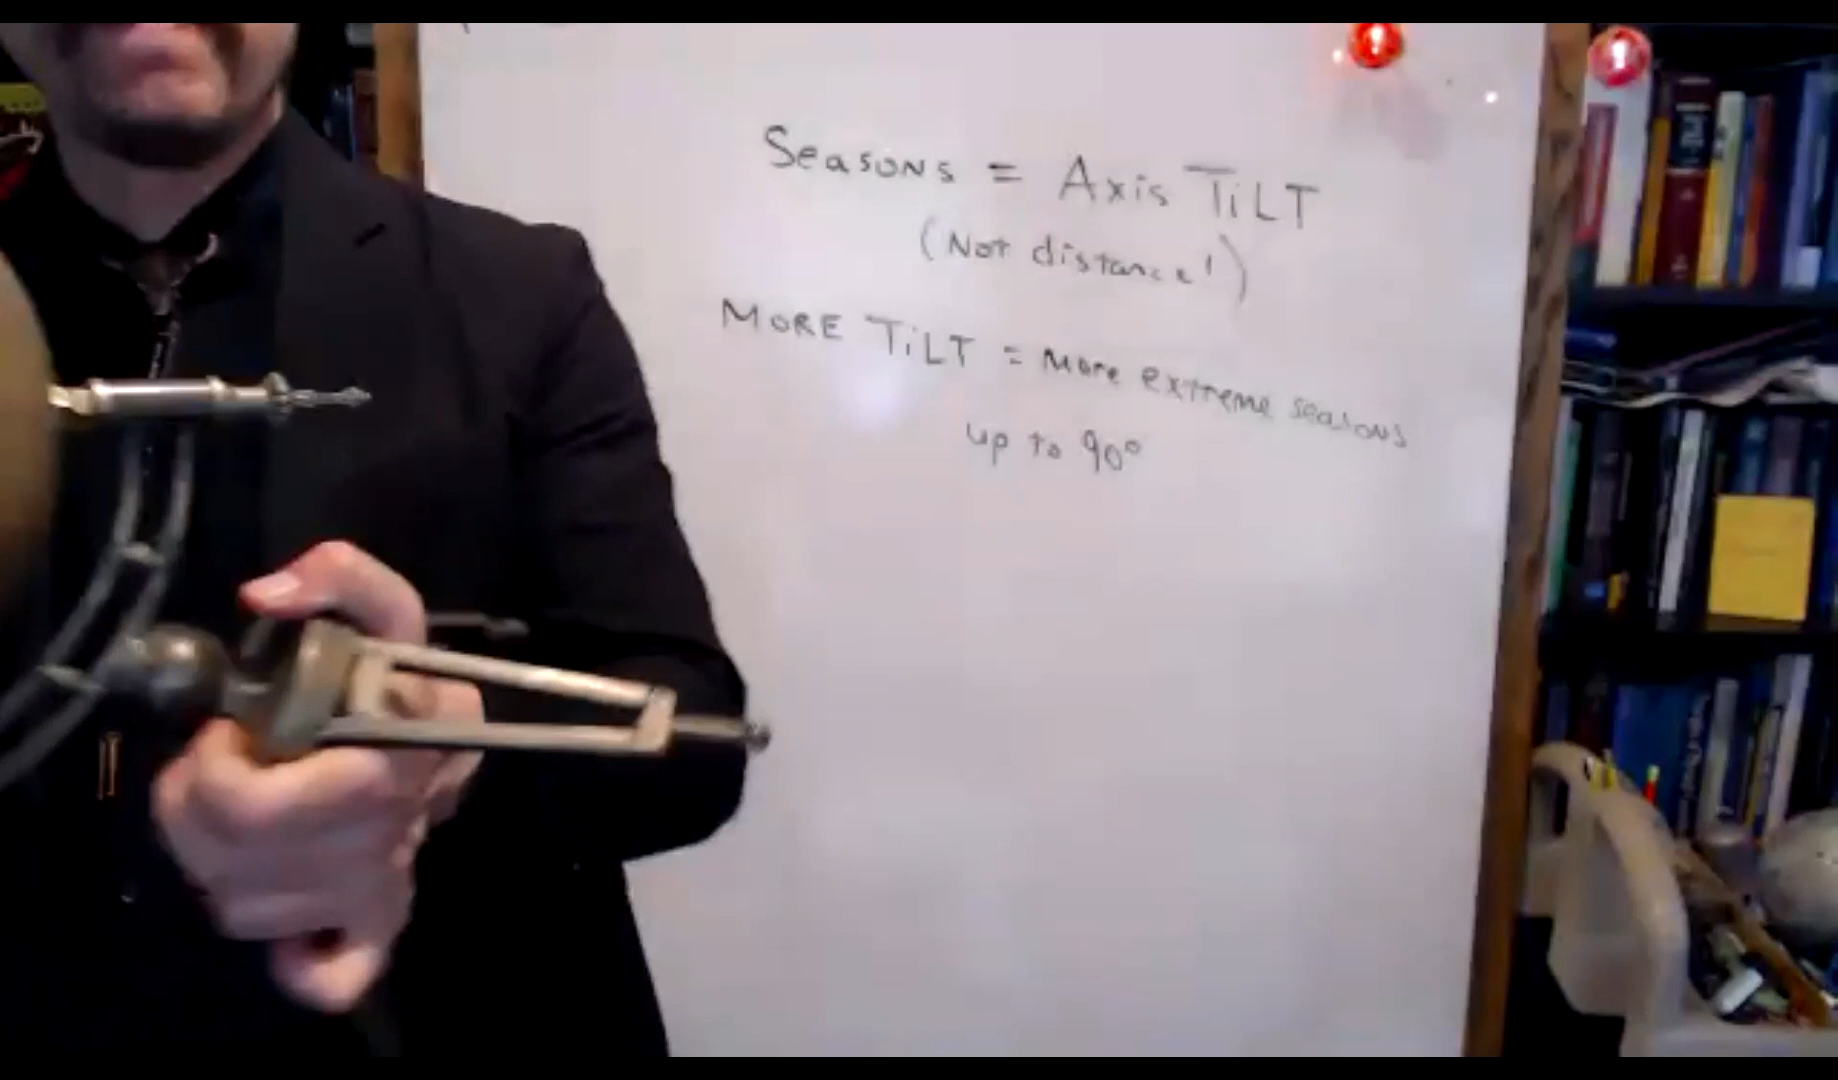 Seasons = Axis TiLT
(Not distance!)
MORE TiLT = More extreme seasons
up to 90°